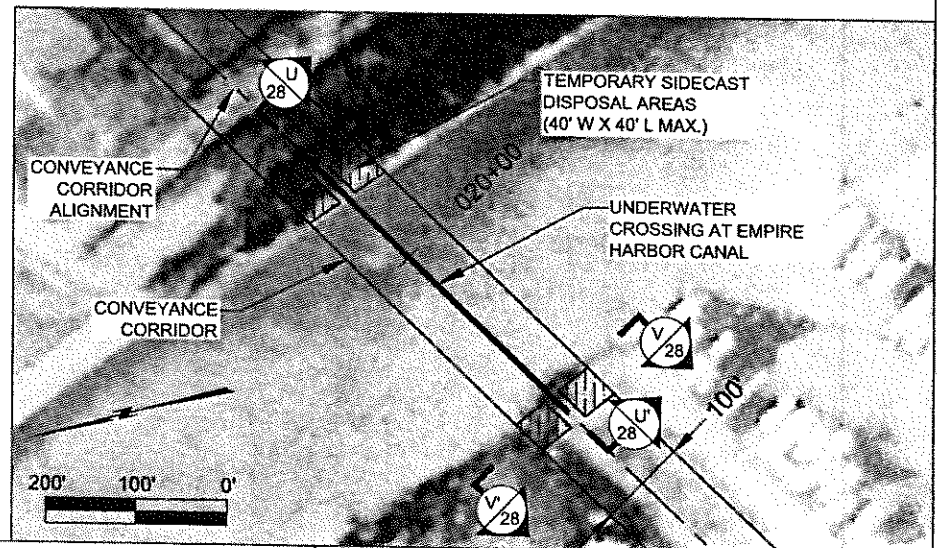 U
28
TEMPORARY SIDECAST
DISPOSAL AREAS
(40' W X 40' L MAX.)
CONVEYANCE
CORRIDOR
ALIGNMENT
020+00
UNDERWATER
CROSSING AT EMPIRE
HARBOR CANAL
CONVEYANCE
CORRIDOR
V
28
100'
U'
28
V'
28
200'
100'
0'